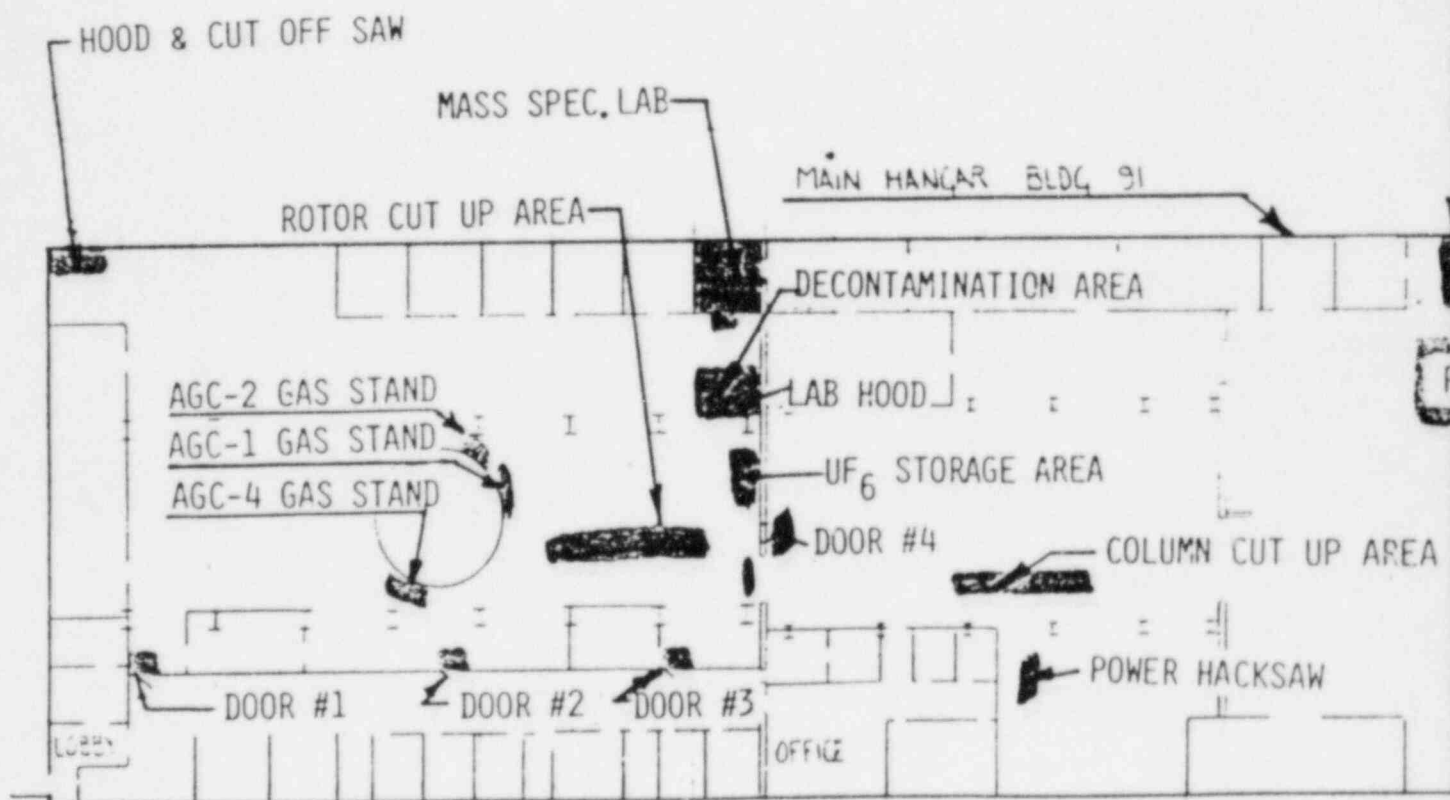 HOOD & CUT OFF SAW
MASS SPEC. LAB
MAIN HANGAR BLDG 91
ROTOR CUT UP AREA
DECONTAMINATION AREA
AGC-2 GAS STAND
LAB HOOD
AGC-1 GAS STAND
UF6 STORAGE AREA
AGC-4 GAS STAND
DOOR #4
COLUMN CUT UP AREA
POWER HACKSAW
DOOR #1
DOOR #2
DOOR #3
LOBBY
OFFICE